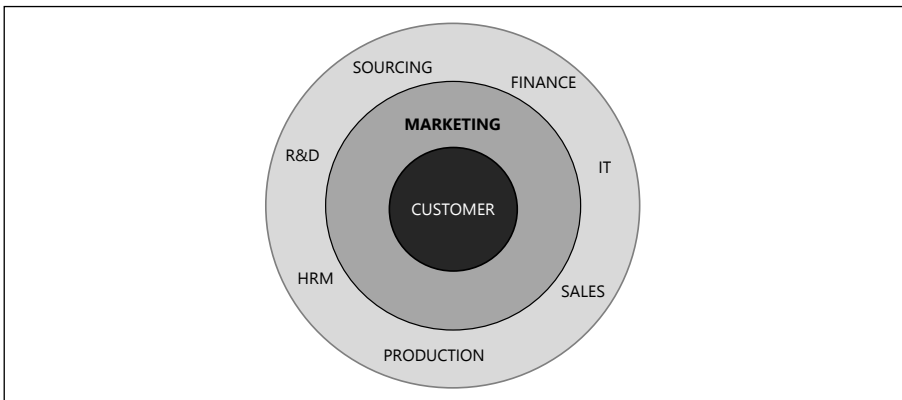 SOURCING
FINANCE
MARKETING
R&D
IT
CUSTOMER
HRM
SALES
PRODUCTION